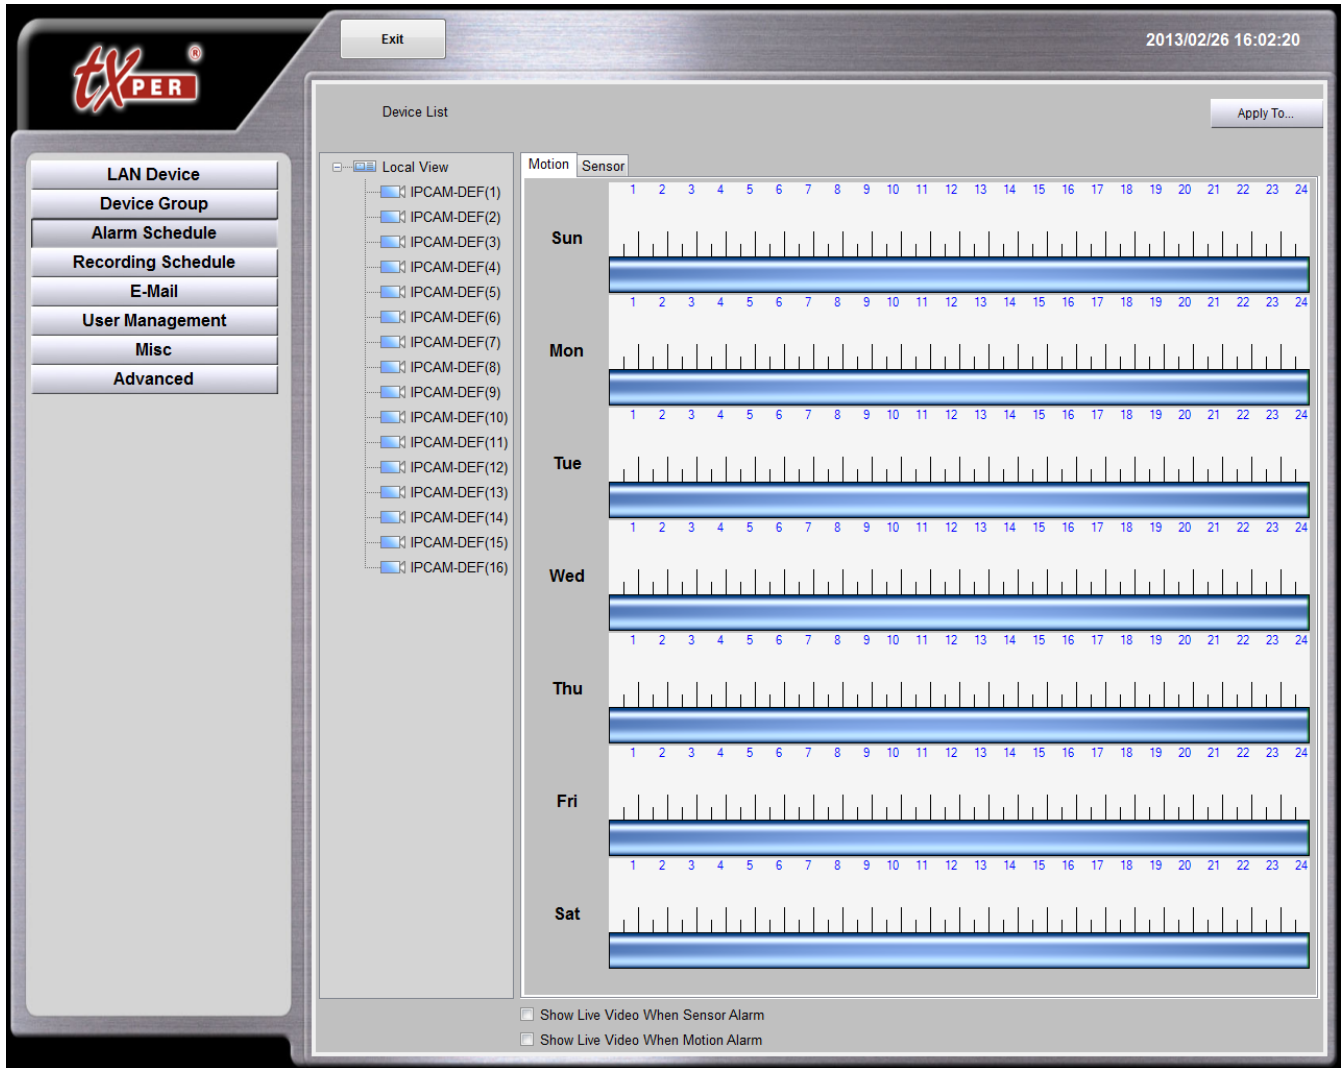 txPER ®
Exit
2013/02/26 16:02:20
Device List
Apply To...
LAN Device
Device Group
Alarm Schedule
Recording Schedule
E-Mail
User Management
Misc
Advanced
Local View
IPCAM-DEF(1)
IPCAM-DEF(2)
IPCAM-DEF(3)
IPCAM-DEF(4)
IPCAM-DEF(5)
IPCAM-DEF(6)
IPCAM-DEF(7)
IPCAM-DEF(8)
IPCAM-DEF(9)
IPCAM-DEF(10)
IPCAM-DEF(11)
IPCAM-DEF(12)
IPCAM-DEF(13)
IPCAM-DEF(14)
IPCAM-DEF(15)
IPCAM-DEF(16)
Motion Sensor
1 2 3 4 5 6 7 8 9 10 11 12 13 14 15 16 17 18 19 20 21 22 23 24
Sun
1 2 3 4 5 6 7 8 9 10 11 12 13 14 15 16 17 18 19 20 21 22 23 24
Mon
1 2 3 4 5 6 7 8 9 10 11 12 13 14 15 16 17 18 19 20 21 22 23 24
Tue
1 2 3 4 5 6 7 8 9 10 11 12 13 14 15 16 17 18 19 20 21 22 23 24
Wed
1 2 3 4 5 6 7 8 9 10 11 12 13 14 15 16 17 18 19 20 21 22 23 24
Thu
1 2 3 4 5 6 7 8 9 10 11 12 13 14 15 16 17 18 19 20 21 22 23 24
Fri
1 2 3 4 5 6 7 8 9 10 11 12 13 14 15 16 17 18 19 20 21 22 23 24
Sat
Show Live Video When Sensor Alarm
Show Live Video When Motion Alarm